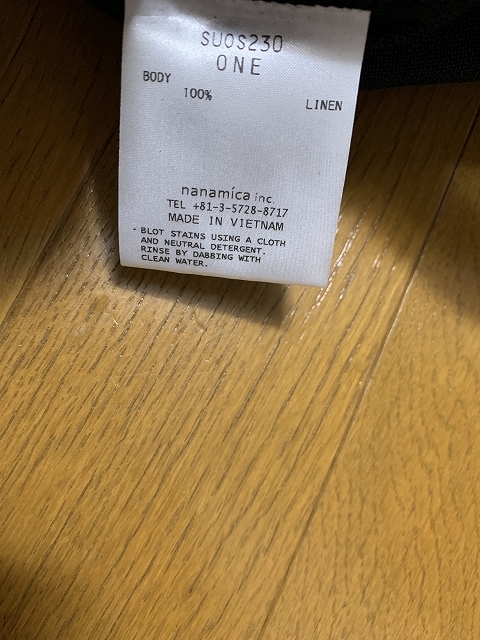 SUOS230
ONE
BODY
100% LINEN
nanamica inc.
TEL +81-3-5728-8717
MADE IN VIETNAM
- BLOT STAINS USING A CLOTH
AND NEUTRAL DETERGENT.
RINSE BY DABBING WITH
CLEAN WATER.